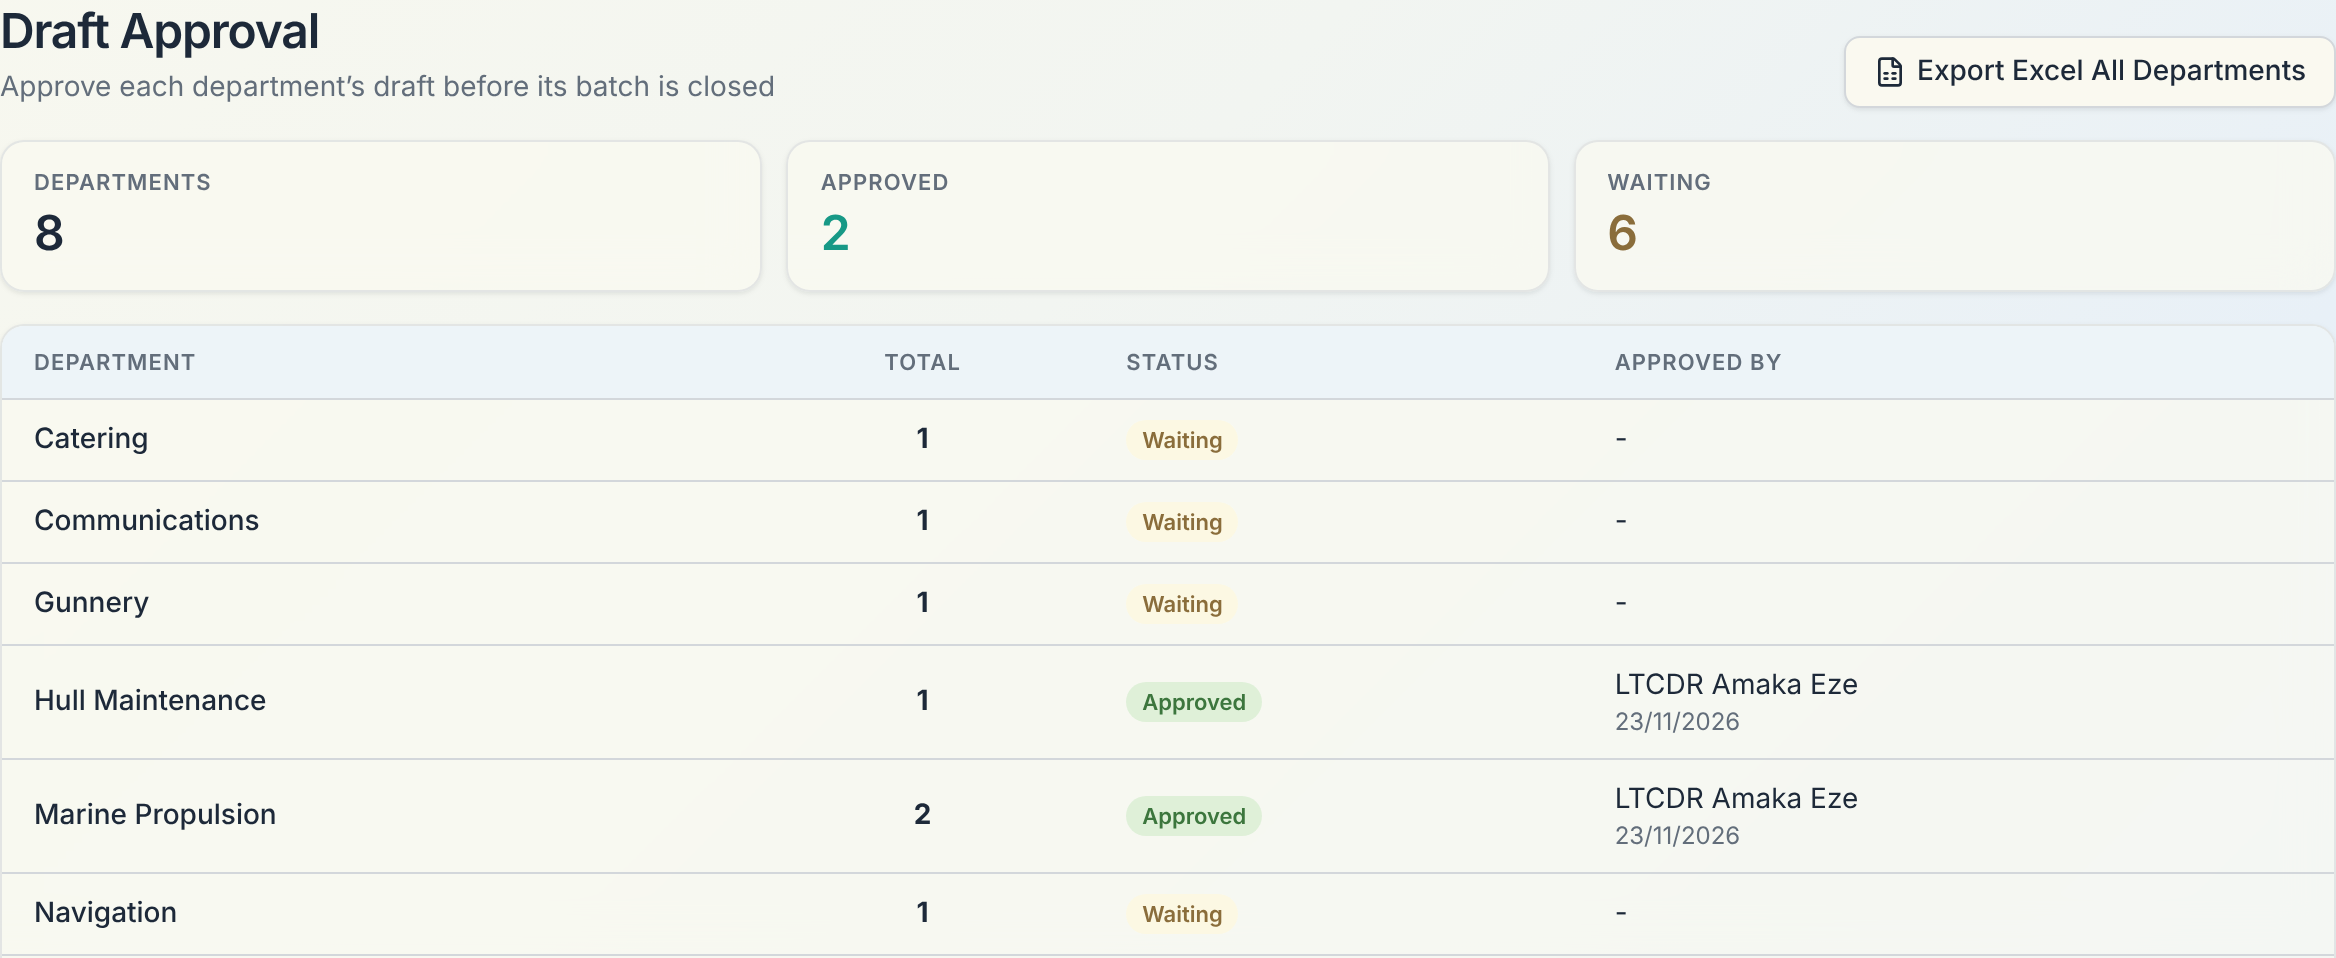 Draft Approval
Approve each department’s draft before its batch is closed
Export Excel All Departments
DEPARTMENTS
8
APPROVED
2
WAITING
6
DEPARTMENT TOTAL STATUS APPROVED BY
Catering 1 Waiting -
Communications 1 Waiting -
Gunnery 1 Waiting -
Hull Maintenance 1 Approved LTCDR Amaka Eze
23/11/2026
Marine Propulsion 2 Approved LTCDR Amaka Eze
23/11/2026
Navigation 1 Waiting -